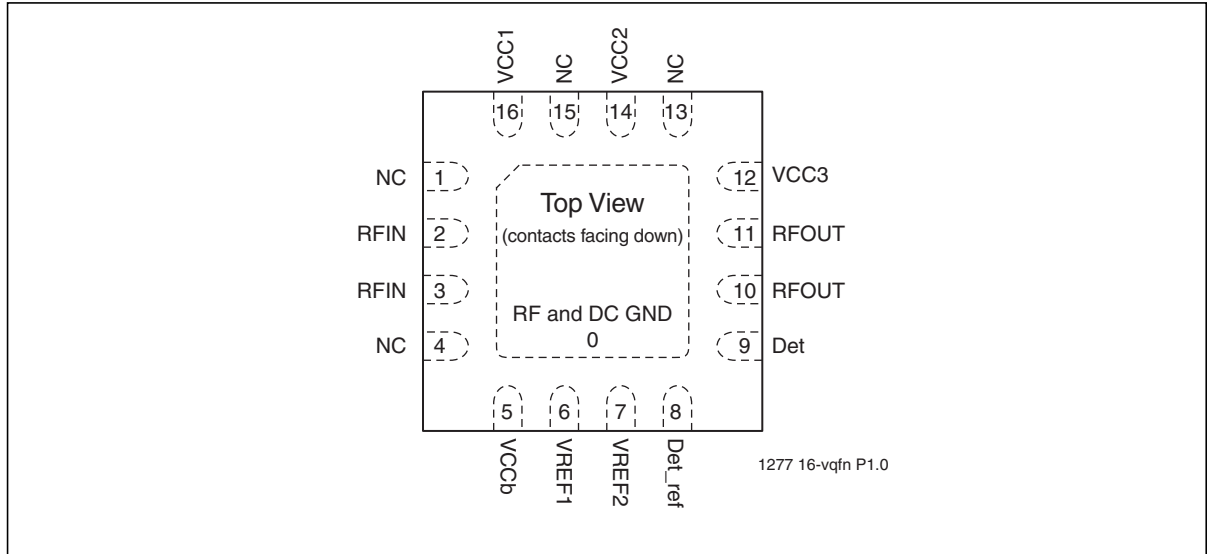 VCC1 NC VCC2 NC
16 15 14 13
NC 1
12 VCC3
Top View
RFIN 2
(contacts facing down)
11 RFOUT
RFIN 3
10 RFOUT
RF and DC GND
0
NC 4
9 Det
5 6 7 8
VCCb VREF1 VREF2 Det_ref
1277 16-vqfn P1.0